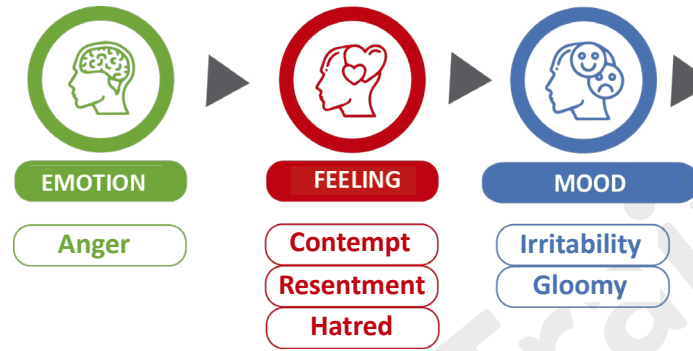 EMOTION
FEELING
MOOD
Anger
Contempt
Irritability
Resentment
Gloomy
Hatred